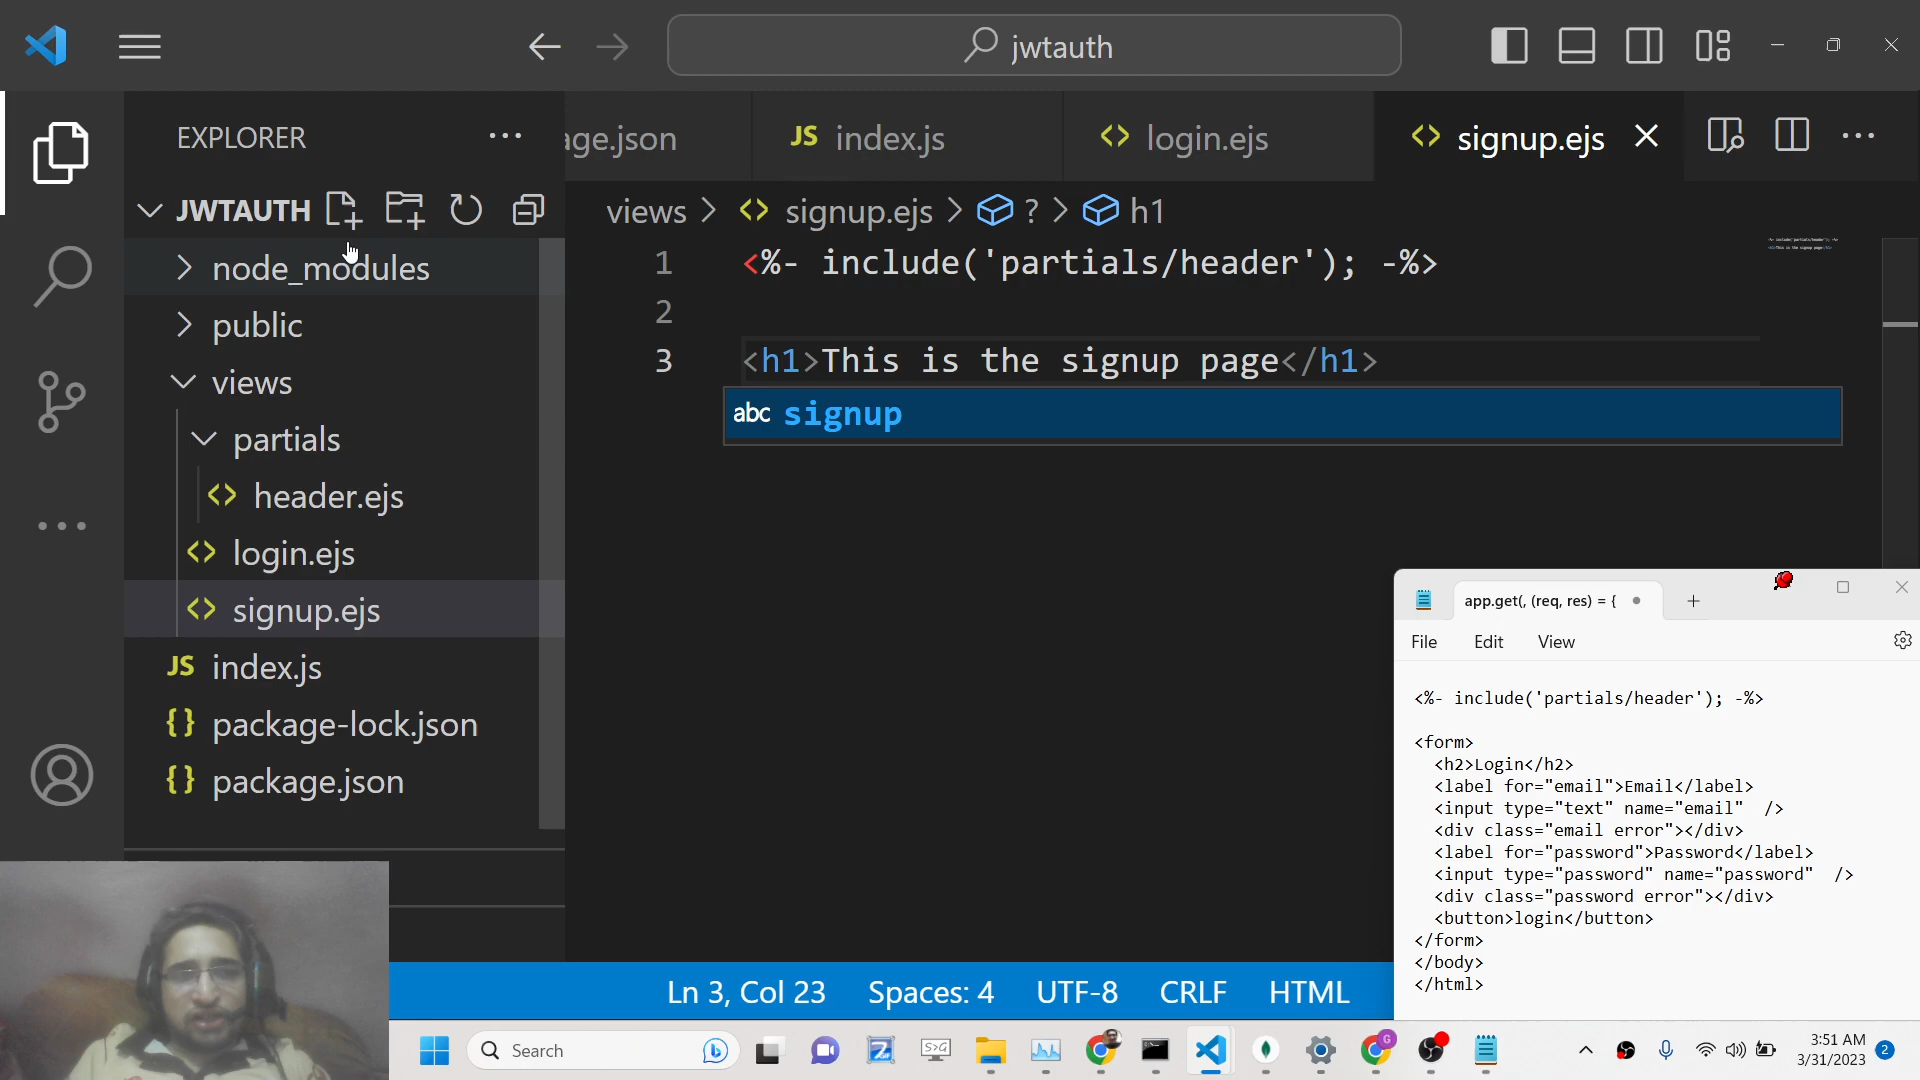 jwtauth
EXPLORER
age.json
JS index.js
login.ejs
signup.ejs
JWTAUTH
views > signup.ejs > ? > h1
node_modules
public
views
partials
header.ejs
login.ejs
signup.ejs
JS index.js
{} package-lock.json
{} package.json
1 <%- include('partials/header'); -%>
2
3 <h1>This is the signup page</h1>
abc signup
app.get(, (req, res) = {
File Edit View
<%- include('partials/header'); -%>
<form>
<h2>Login</h2>
<label for="email">Email</label>
<input type="text" name="email" />
<div class="email error"></div>
<label for="password">Password</label>
<input type="password" name="password" />
<div class="password error"></div>
<button>login</button>
</form>
</body>
</html>
Ln 3, Col 23 Spaces: 4 UTF-8 CRLF HTML
Search
S>G
G
3:51 AM
3/31/2023
2